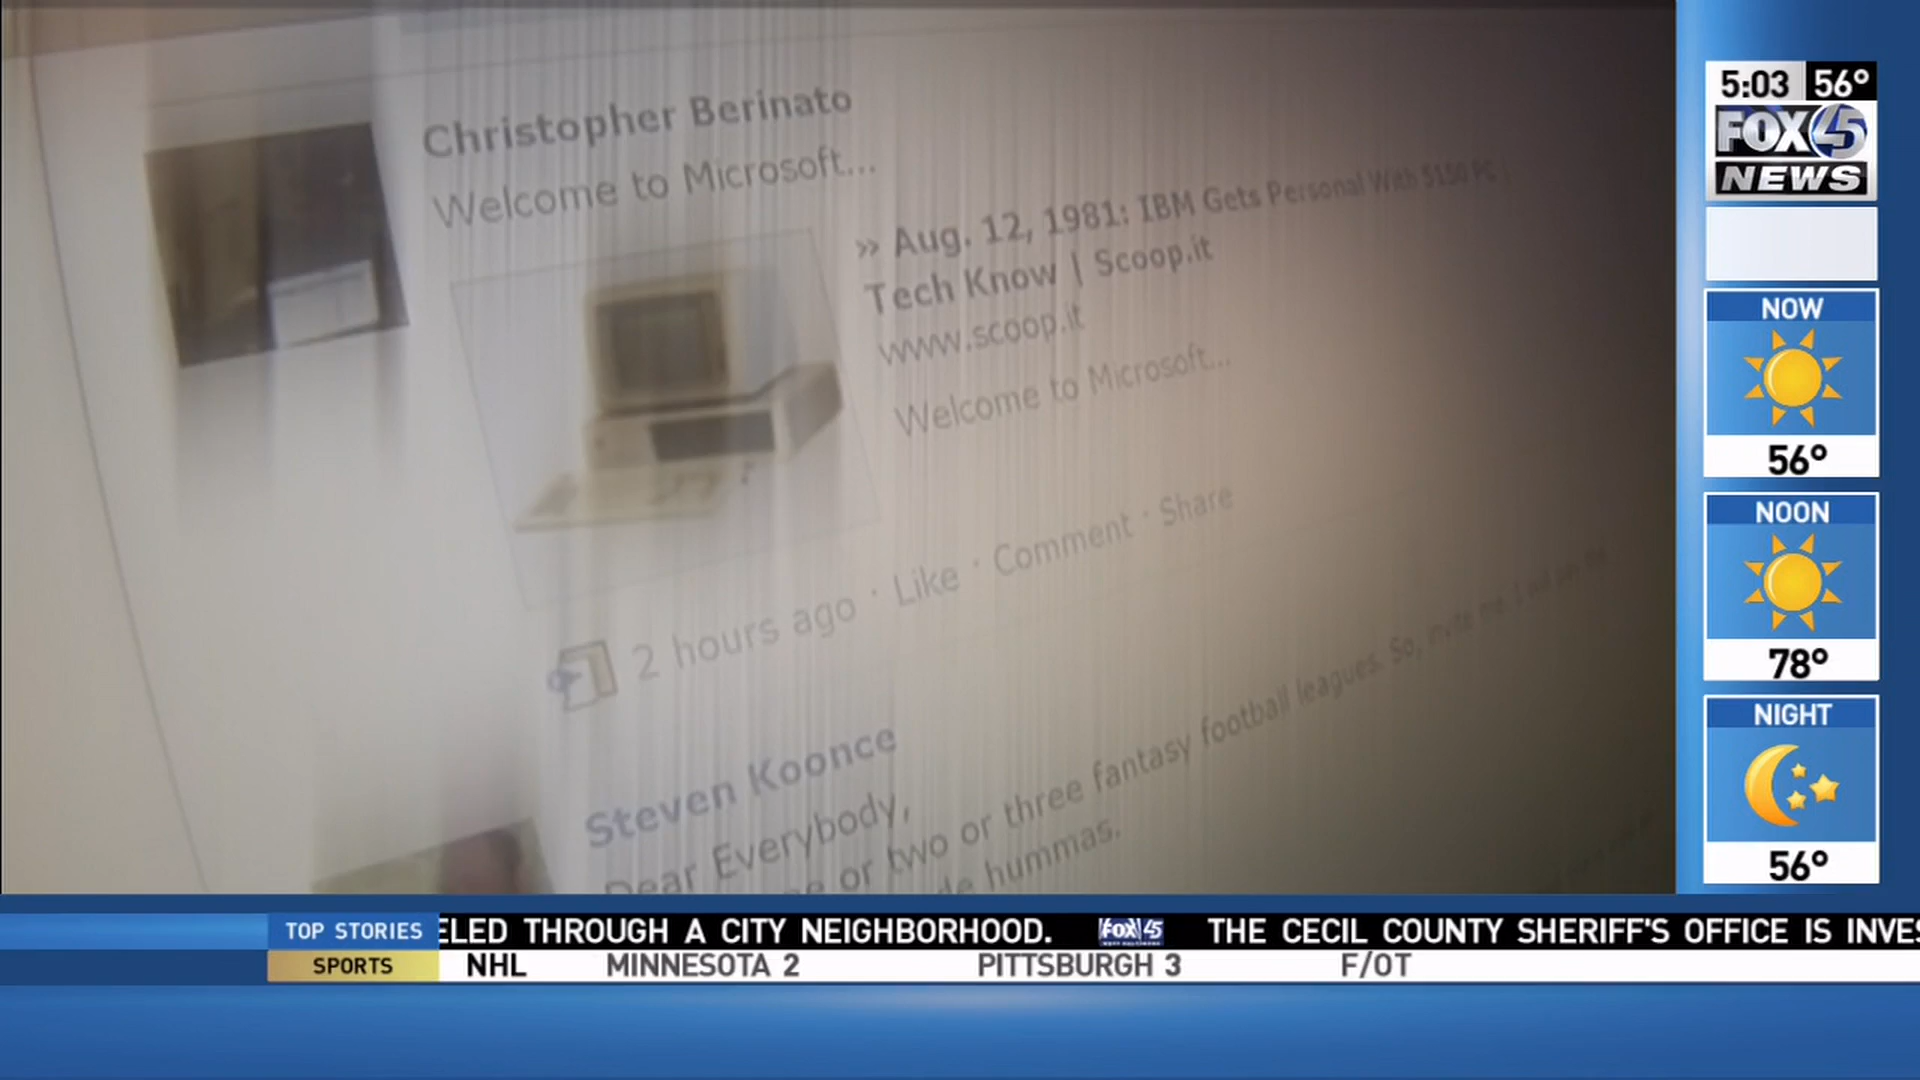 Christopher Berinato
Welcome to Microsoft...
» Aug. 12, 1981: IBM Gets Personal With 5150 PC |
Tech Know | Scoop.it
www.scoop.it
Welcome to Microsoft...
2 hours ago · Like · Comment · Share
Steven Koonce
Dear Everybody,
or two or three fantasy football leagues. So, invite me. I will
hummas.
5:03 56°
FOX 45
NEWS
NOW
56°
NOON
78°
NIGHT
56°
TOP STORIES ELED THROUGH A CITY NEIGHBORHOOD. FOX 45 THE CECIL COUNTY SHERIFF'S OFFICE IS INVES
SPORTS NHL MINNESOTA 2 PITTSBURGH 3 F/OT